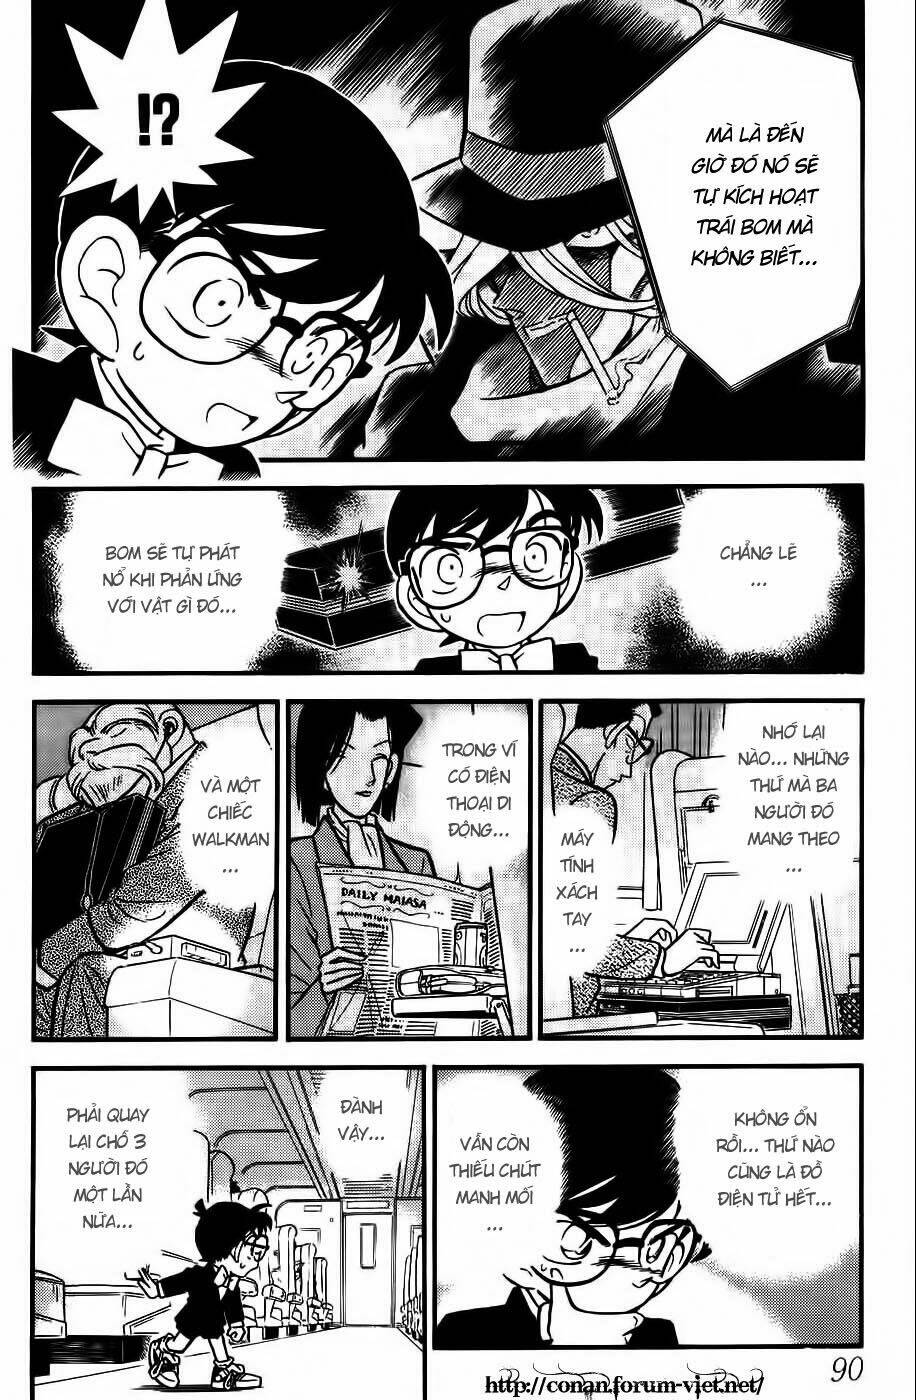 MÀ LÀ ĐẾN
GIỜ ĐÓ NÓ SẼ
TỰ KÍCH HOẠT
TRÁI BOM MÀ
KHÔNG BIẾT...
!?
CHẲNG LẼ
...
BOM SẼ TỰ PHÁT
NỔ KHI PHẢN ỨNG
VỚI VẬT GÌ ĐÓ...
NHỚ LẠI
NÀO... NHỮNG
THỨ MÀ BA
NGƯỜI ĐÓ
MANG THEO
...
MÁY
TÍNH
XÁCH
TAY
...
TRONG VÍ
CÓ ĐIỆN
THOẠI DI
ĐỘNG...
DAILY MAIASA
VÀ MỘT
CHIẾC
WALKMAN
...
KHÔNG ỔN
RỒI... THỨ NÀO
CŨNG LÀ ĐỒ
ĐIỆN TỬ HẾT...
VẪN CÒN
THIẾU CHÚT
MANH MỐI
...
ĐÀNH
VẬY...
PHẢI QUAY
LẠI CHỖ 3
NGƯỜI ĐÓ
MỘT LẦN
NỮA...
90
http://conan.forum-viet.net/